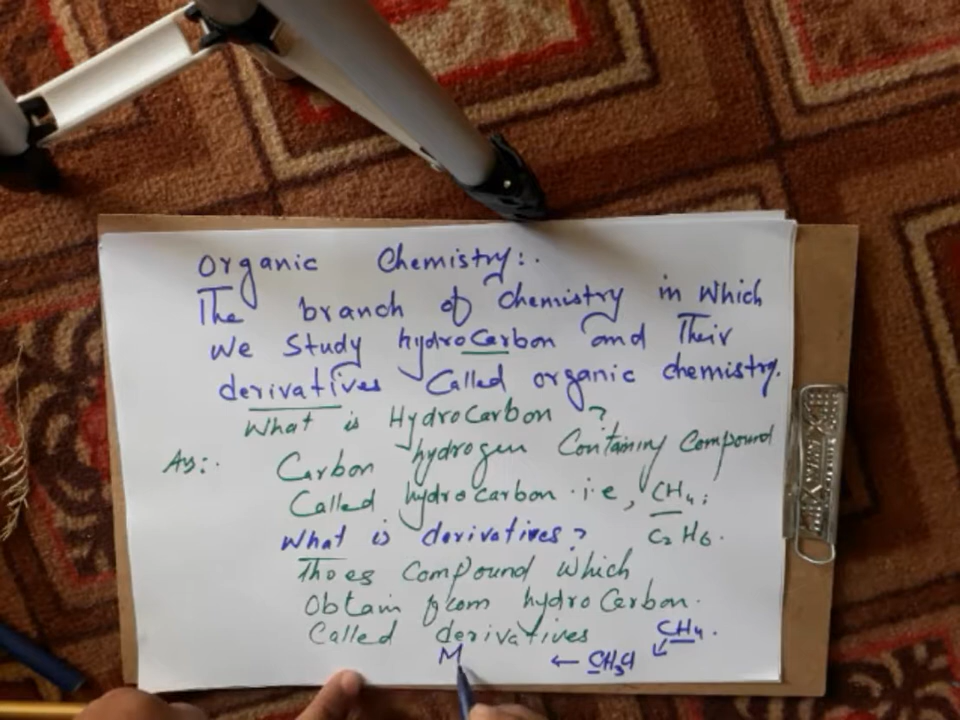 Organic Chemistry:.
The branch of chemistry in which
We Study hydroCarbon and Their
derivatives Called organic chemistry.
What is HydroCarbon ?
As:. Carbon hydrogen Containing Compound
Called hydrocarbon i.e, CH4;
C2H6.
What is derivatives?
Thoes Compound which
Obtain from hydroCarbon.
Called derivatives CH4.
M ← CH3Cl ↙